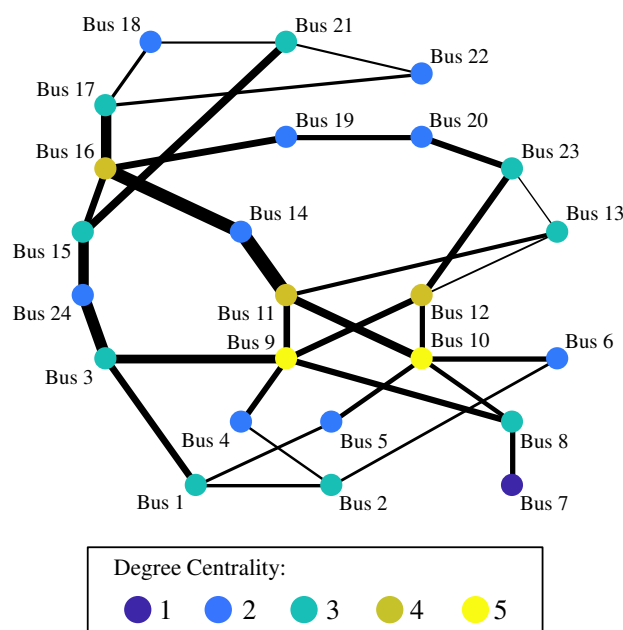 Bus 18
Bus 21
Bus 22
Bus 17
Bus 19
Bus 20
Bus 16
Bus 23
Bus 14
Bus 13
Bus 15
Bus 24
Bus 11
Bus 12
Bus 9
Bus 10
Bus 6
Bus 3
Bus 4
Bus 5
Bus 8
Bus 1
Bus 2
Bus 7
Degree Centrality:
1 2 3 4 5